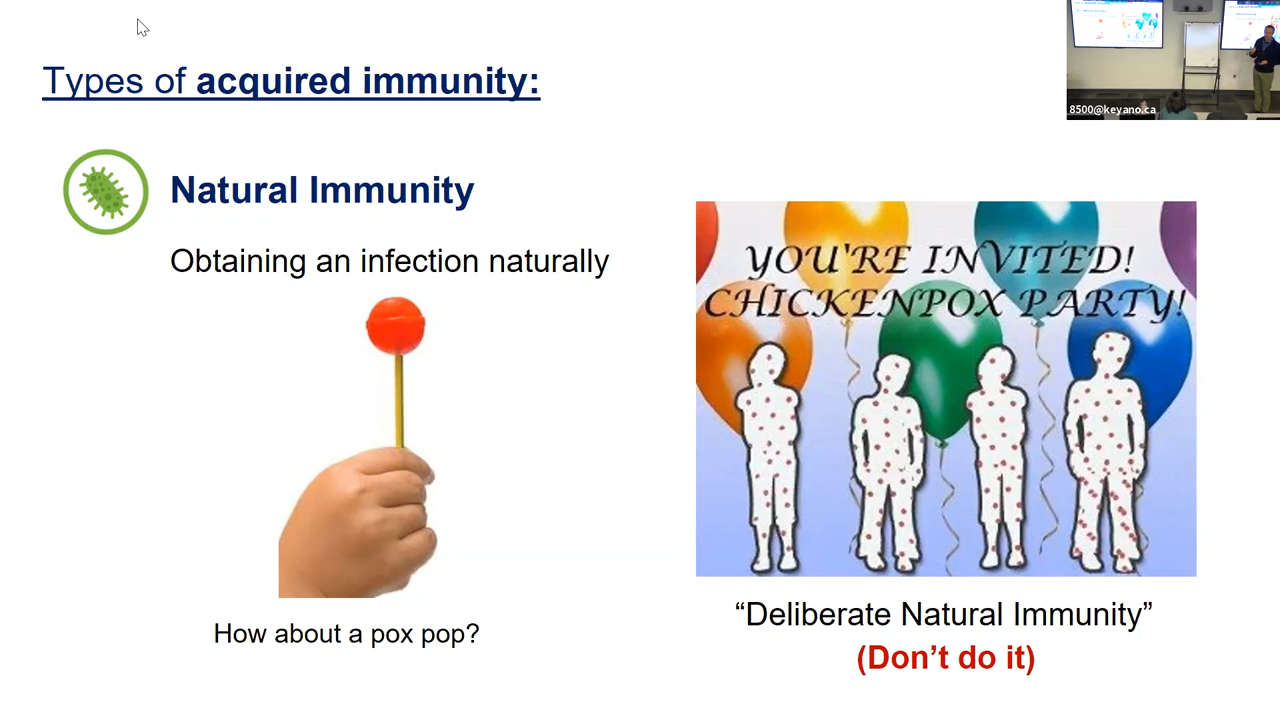 Types of acquired immunity:
8500@keyano.ca
Natural Immunity
Obtaining an infection naturally
YOU'RE INVITED!
CHICKENPOX PARTY!
How about a pox pop?
“Deliberate Natural Immunity”
(Don’t do it)